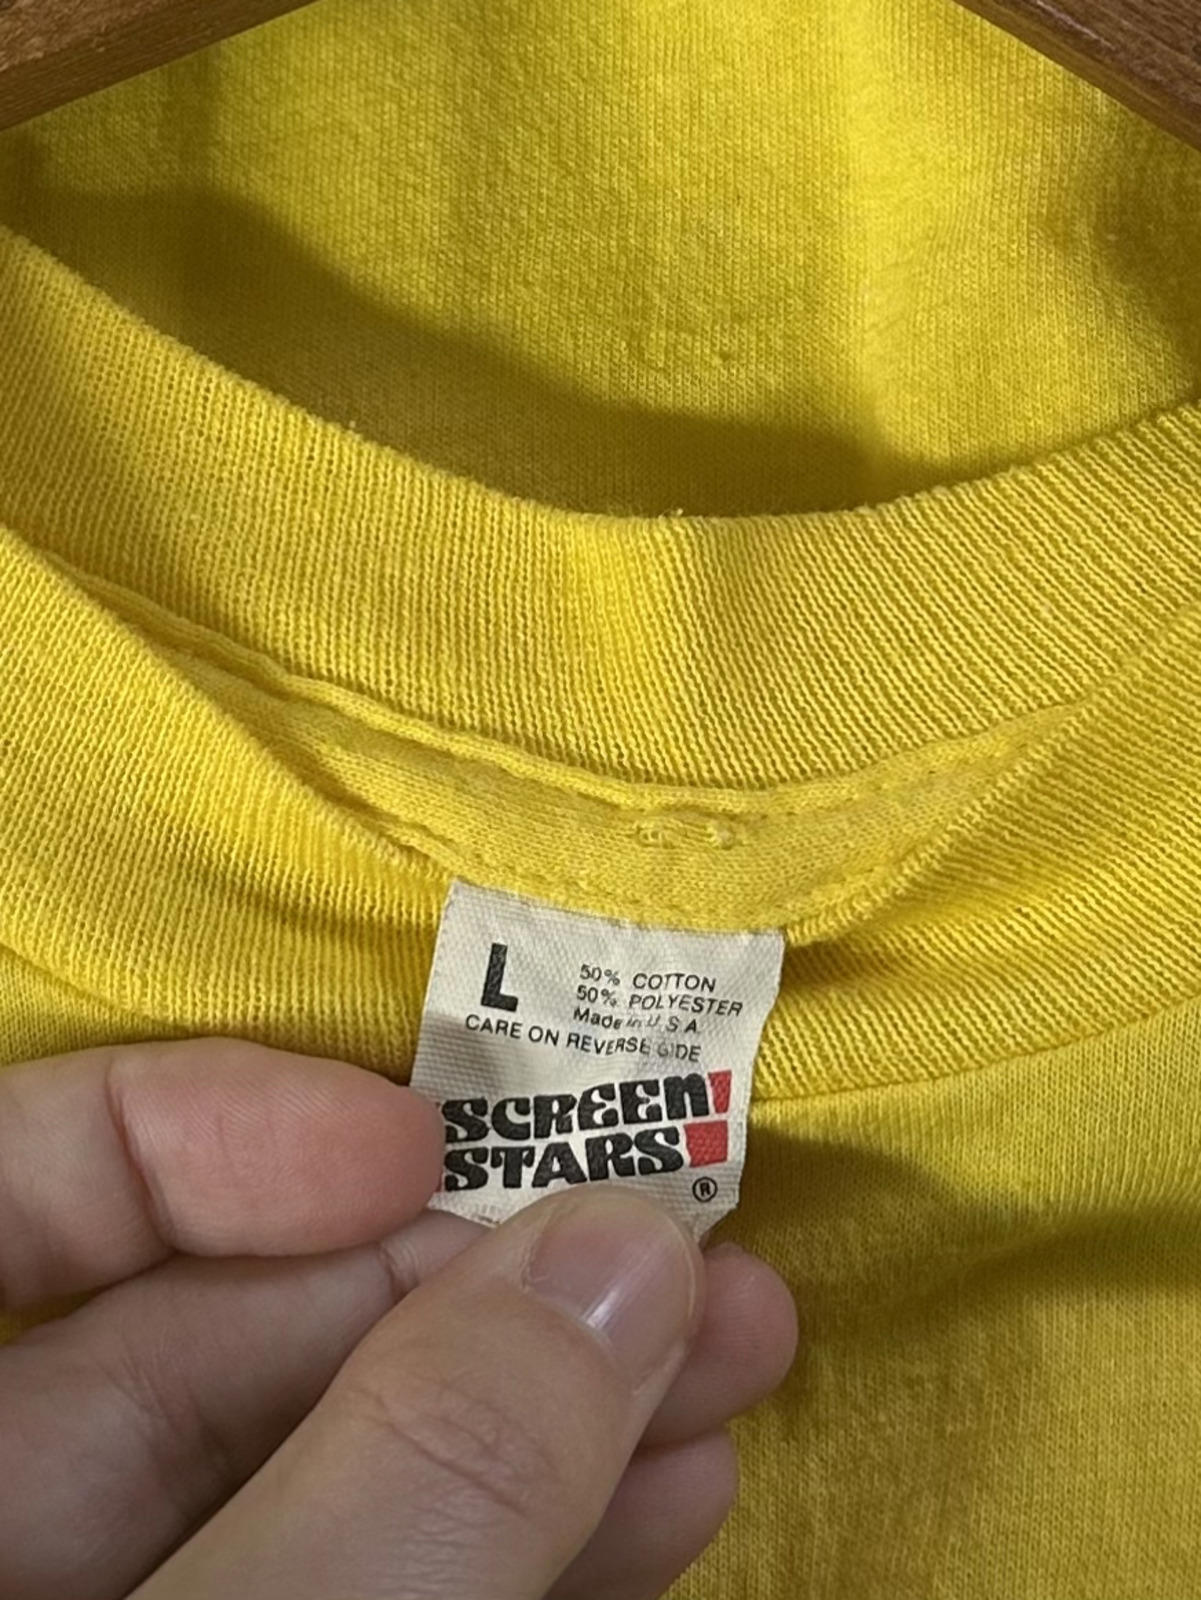 L
50% COTTON
50% POLYESTER
Made in U.S.A.
CARE ON REVERSE SIDE
SCREEN
STARS
®